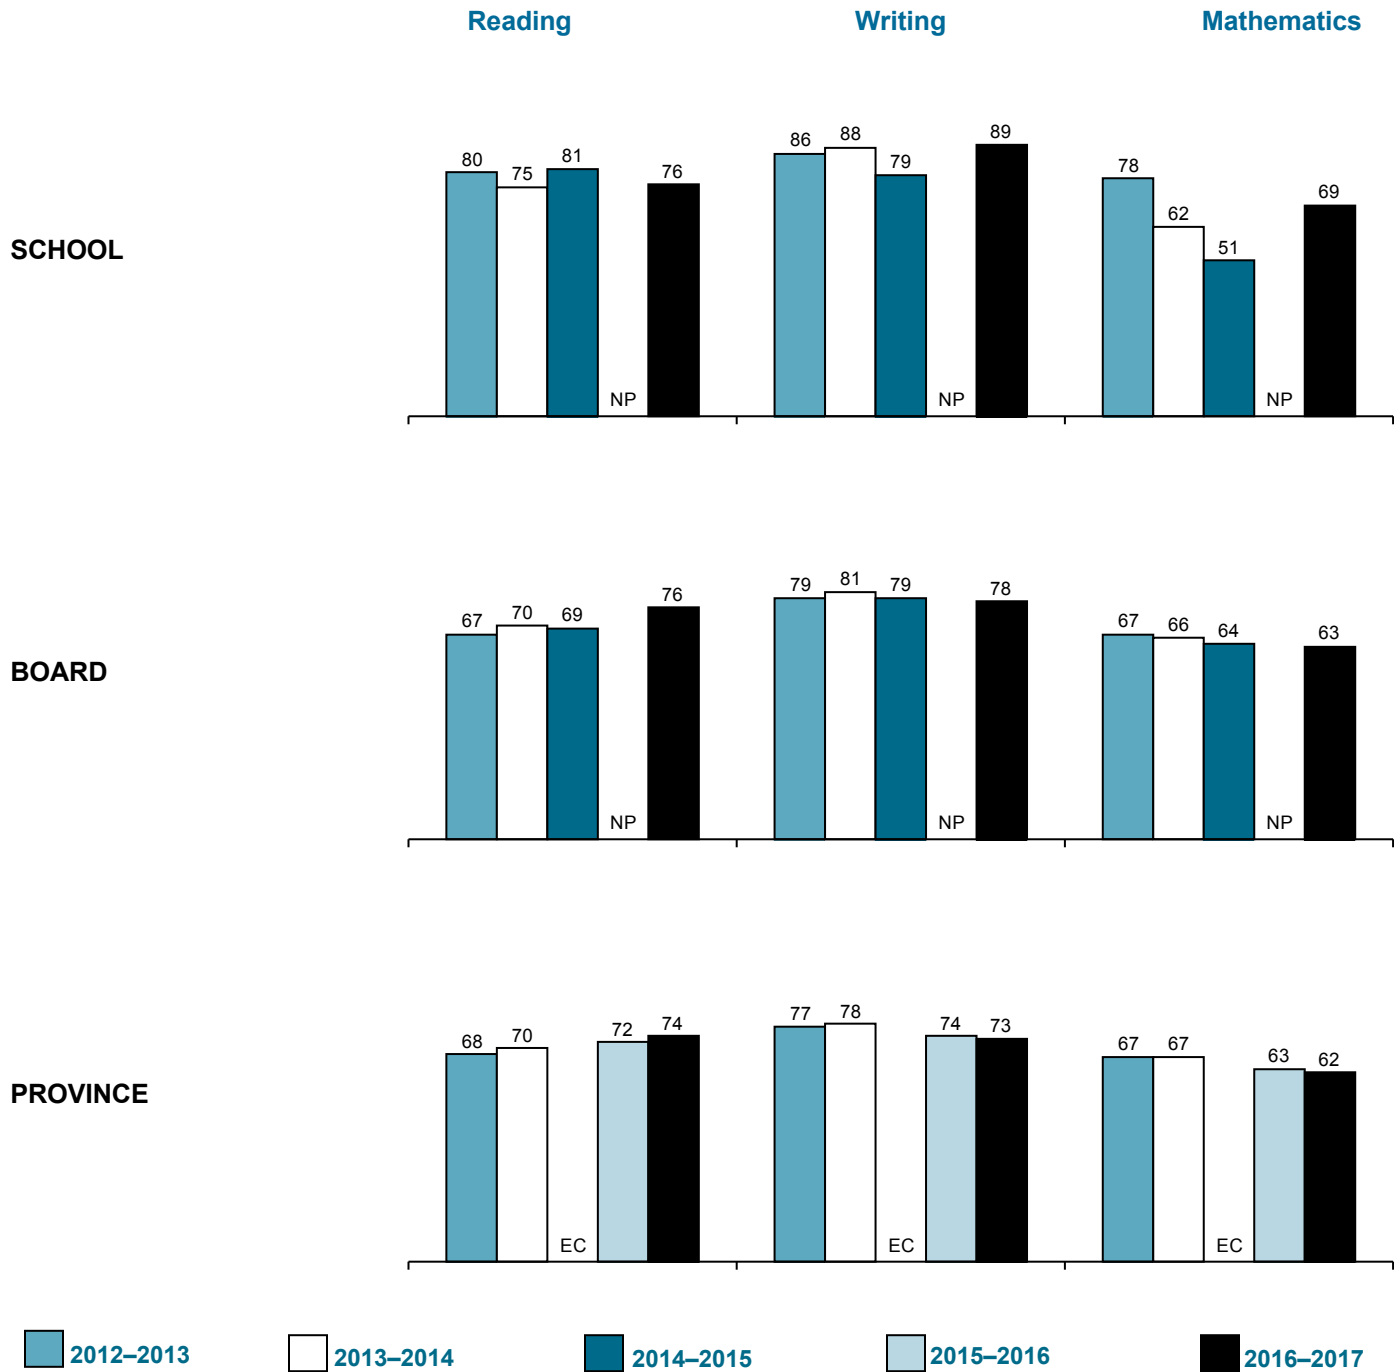 Reading Writing Mathematics
SCHOOL
80 75 81 NP 76 86 88 79 NP 89 78 62 51 NP 69
BOARD
67 70 69 NP 76 79 81 79 NP 78 67 66 64 NP 63
PROVINCE
68 70 EC 72 74 77 78 EC 74 73 67 67 EC 63 62
2012–2013 2013–2014 2014–2015 2015–2016 2016–2017